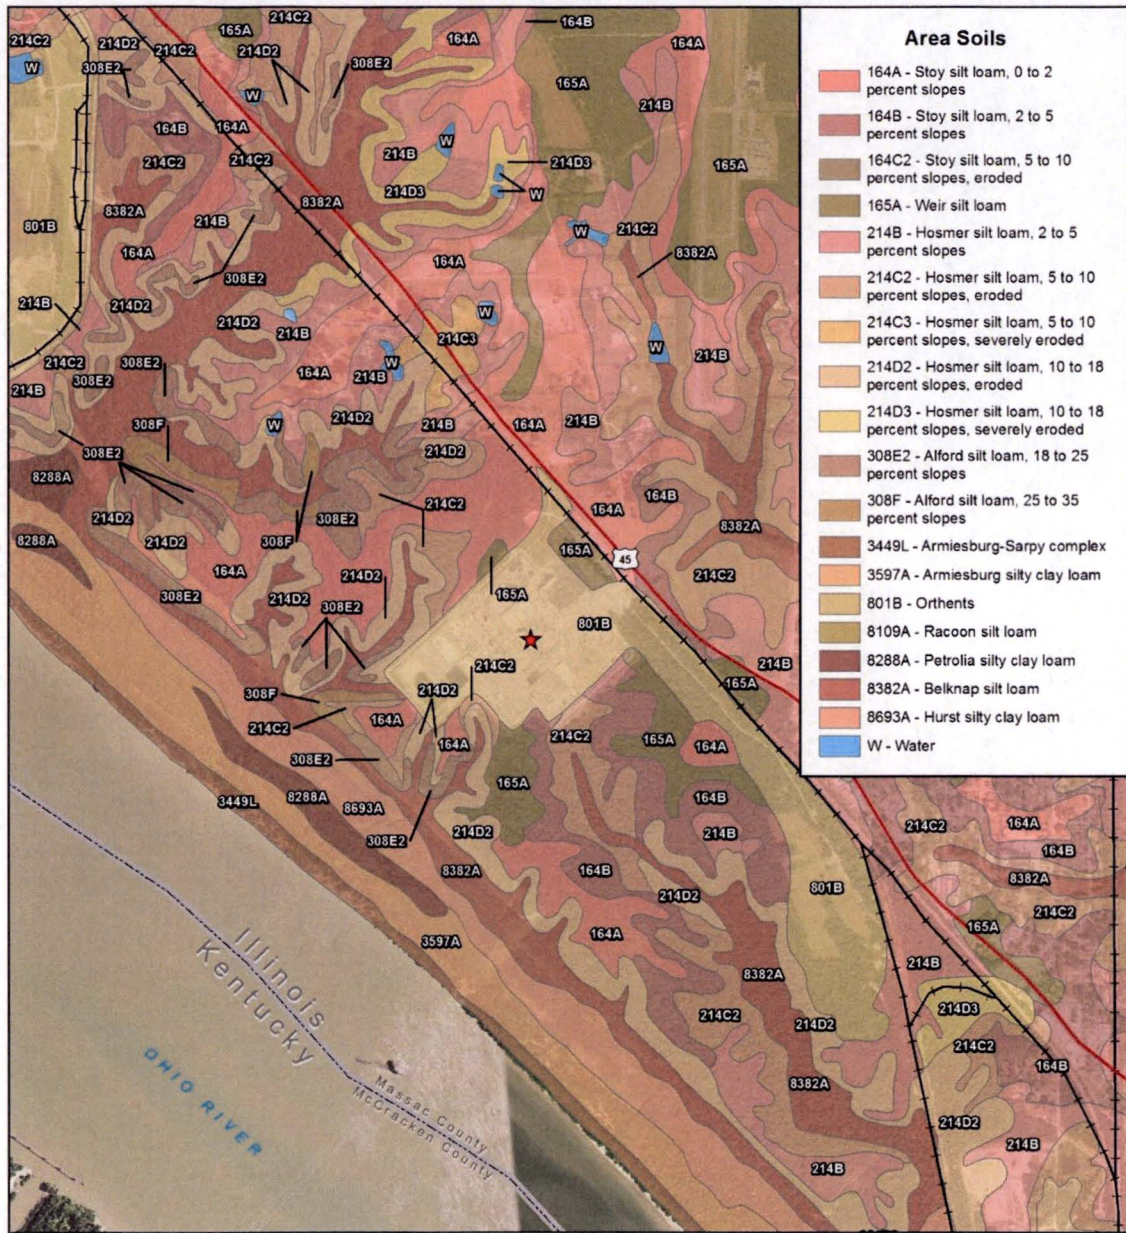 Area Soils
164A - Stoy silt loam, 0 to 2
percent slopes
164B - Stoy silt loam, 2 to 5
percent slopes
164C2 - Stoy silt loam, 5 to 10
percent slopes, eroded
165A - Weir silt loam
214B - Hosmer silt loam, 2 to 5
percent slopes
214C2 - Hosmer silt loam, 5 to 10
percent slopes, eroded
214C3 - Hosmer silt loam, 5 to 10
percent slopes, severely eroded
214D2 - Hosmer silt loam, 10 to 18
percent slopes, eroded
214D3 - Hosmer silt loam, 10 to 18
percent slopes, severely eroded
308E2 - Alford silt loam, 18 to 25
percent slopes
308F - Alford silt loam, 25 to 35
percent slopes
3449L - Armiesburg-Sarpy complex
3597A - Armiesburg silty clay loam
801B - Orthents
8109A - Racoon silt loam
8288A - Petrolia silty clay loam
8382A - Belknap silt loam
8693A - Hurst silty clay loam
W - Water
214C2
164B
165A
214C2 214D2
164A
164A
214C2
214D2
308E2
308E2
W
165A
W
214B
164B
164A
W
214C2
214C2
214B
214D3
165A
214D3
W
8382A
8382A
214B
801B
W
214C2
164A
164A
8382A
308E2
214B
214D2
W
214D2
214B
214C3
W
214C2
308E2
W
214B
308E2
164A
214B
214B
308F
W
214D2
214B
164A
214B
308E2
214D2
8288A
164B
214C2
164A
214D2
308E2
8382A
8288A
214D2
308F
165A
45
164A
214D2
214C2
308E2
214D2
165A
308E2
801B
214C2
214B
308F
214D2
165A
214C2
164A
164A
214C2
165A
164A
308E2
165A
3449L
8288A
8693A
164B
214C2
164A
214D2
214B
308E2
164B
8382A
164B
8382A
801B
214D2
214C2
165A
164A
3597A
214B
8382A
214D3
214C2
214D2
214C2
164B
8382A
214D2
214B
214B
Illinois
Kentucky
OHIO RIVER
Massac County
McCracken County